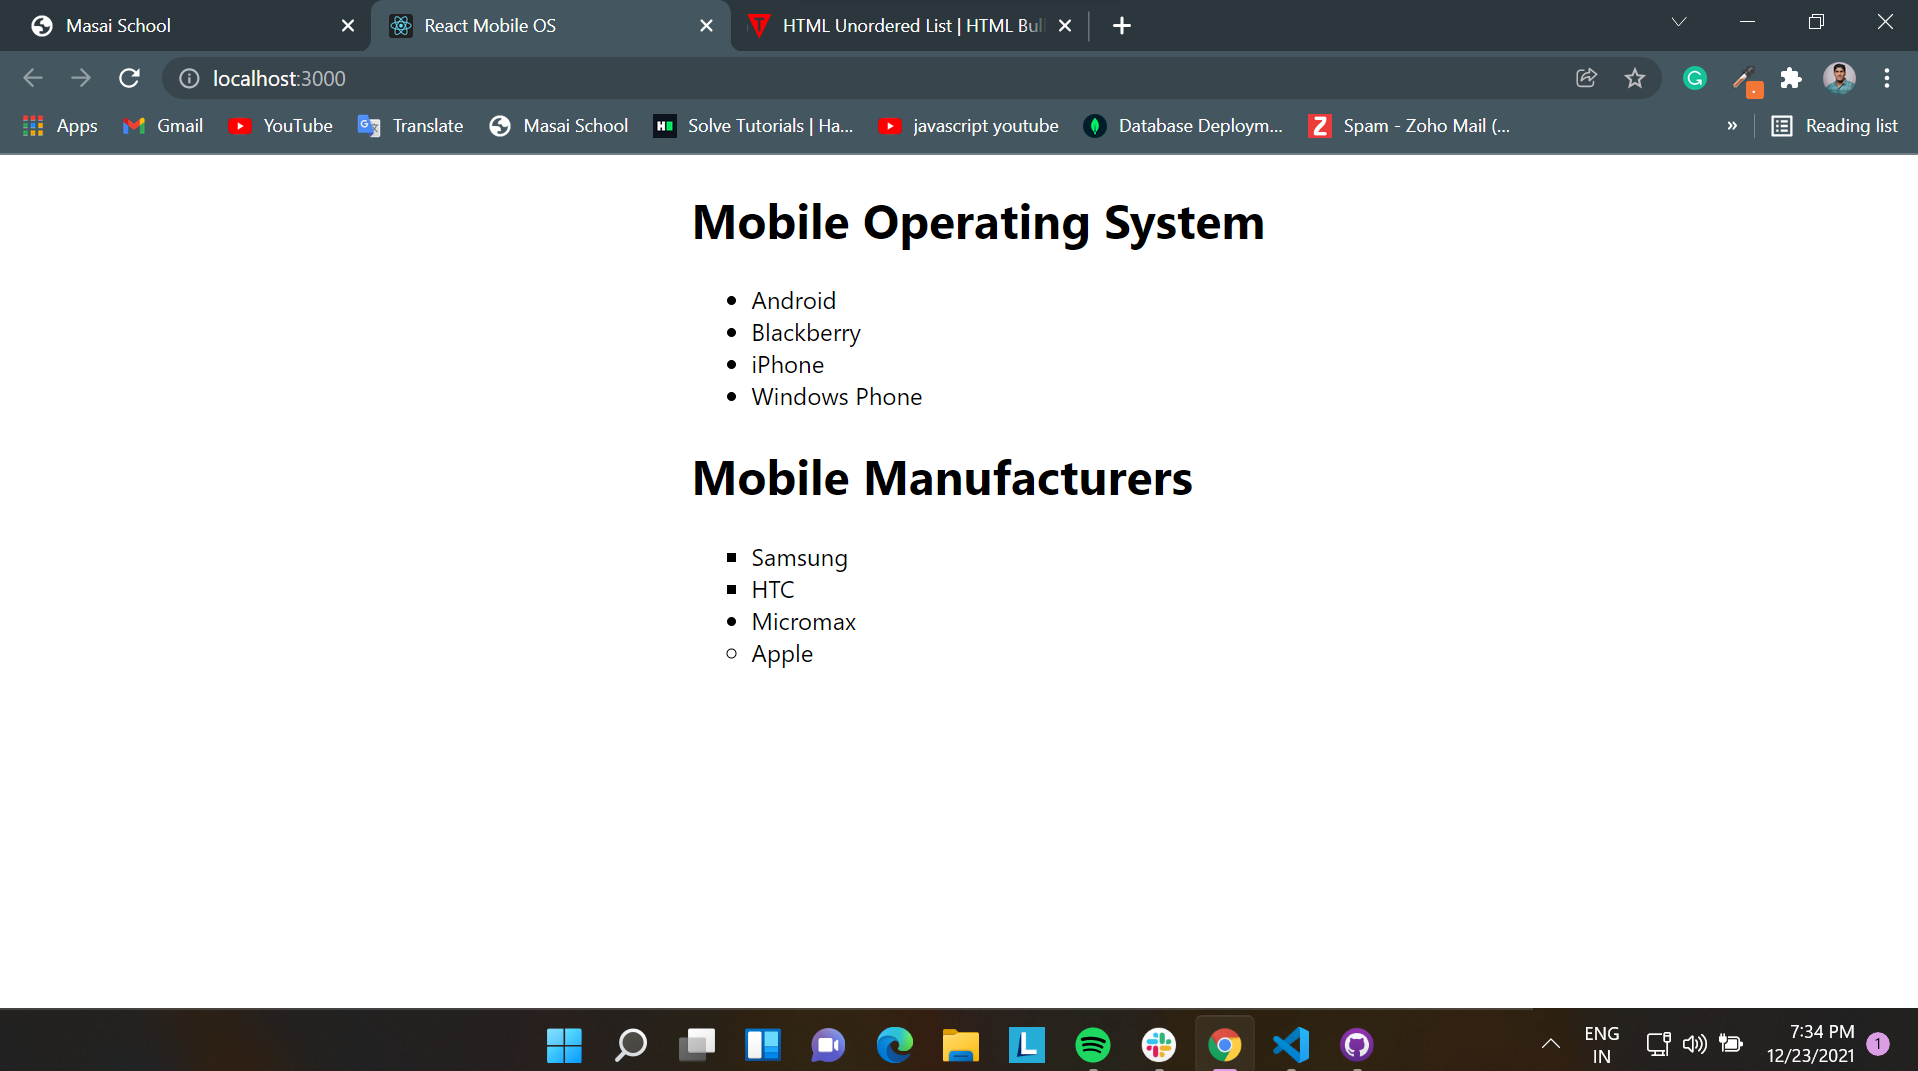 Masai School
React Mobile OS
HTML Unordered List | HTML Bul
localhost:3000
Apps
Gmail
YouTube
Translate
Masai School
Solve Tutorials | Ha...
javascript youtube
Database Deploym...
Spam - Zoho Mail (...
»
Reading list
Mobile Operating System
Android
Blackberry
iPhone
Windows Phone
Mobile Manufacturers
Samsung
HTC
Micromax
Apple
ENG
IN
7:34 PM
12/23/2021
1